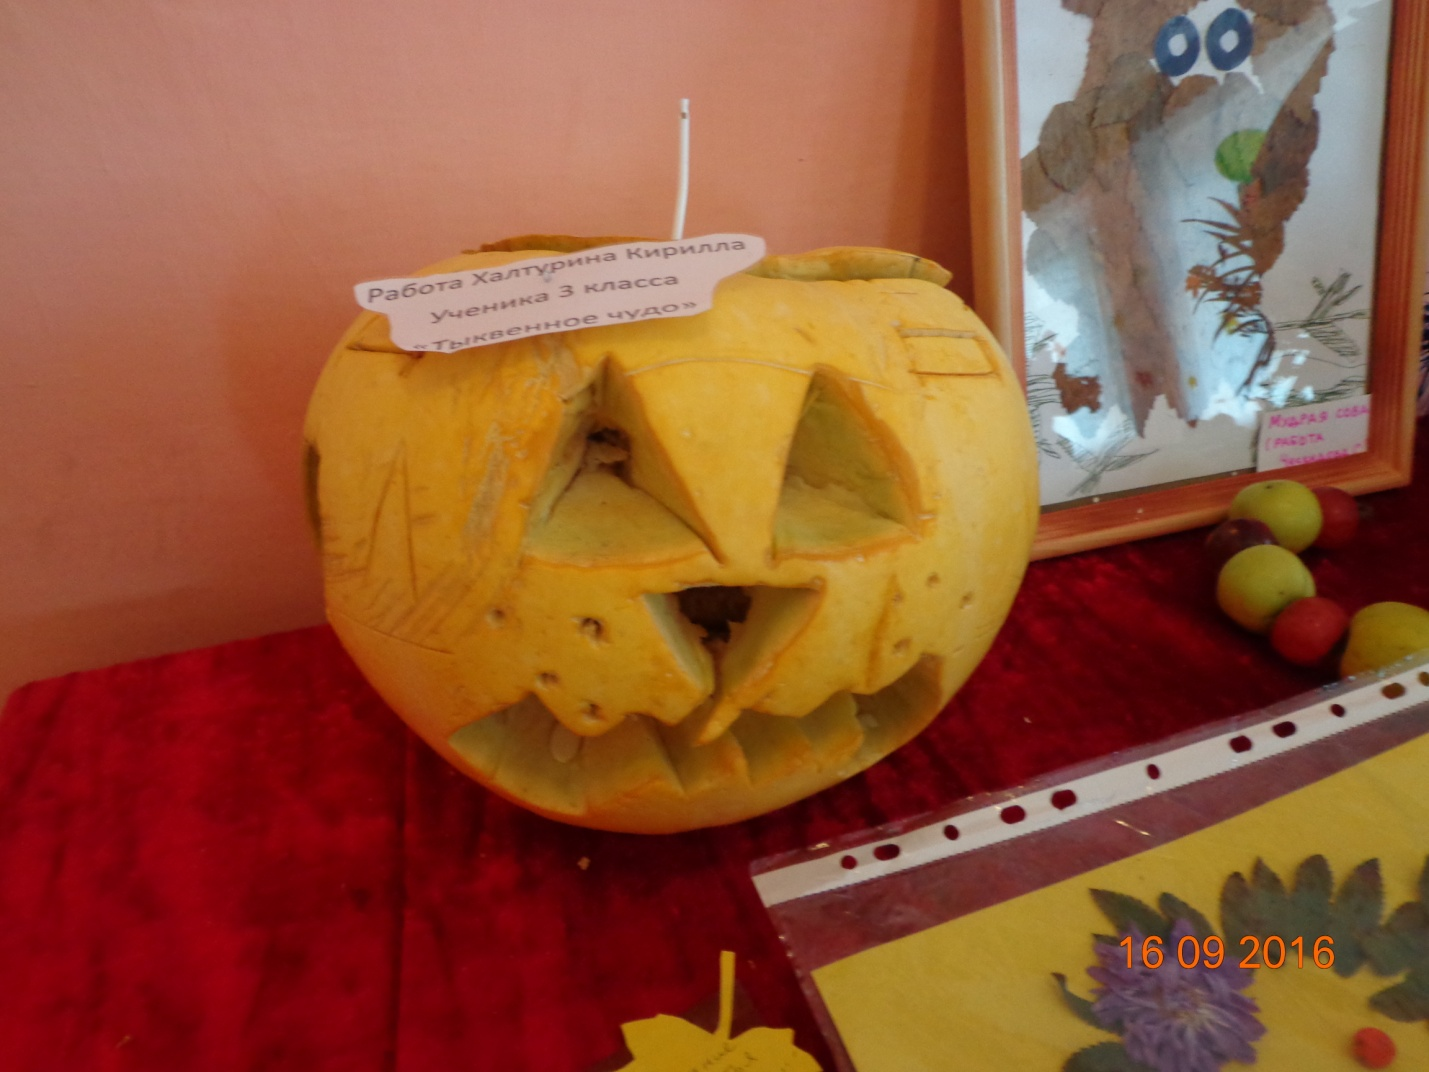 Работа Халтурина Кирилла
Ученика 3 класса
«Тыквенное чудо»
МУДРАЯ СОВА
(РАБОТА
16 09 2016